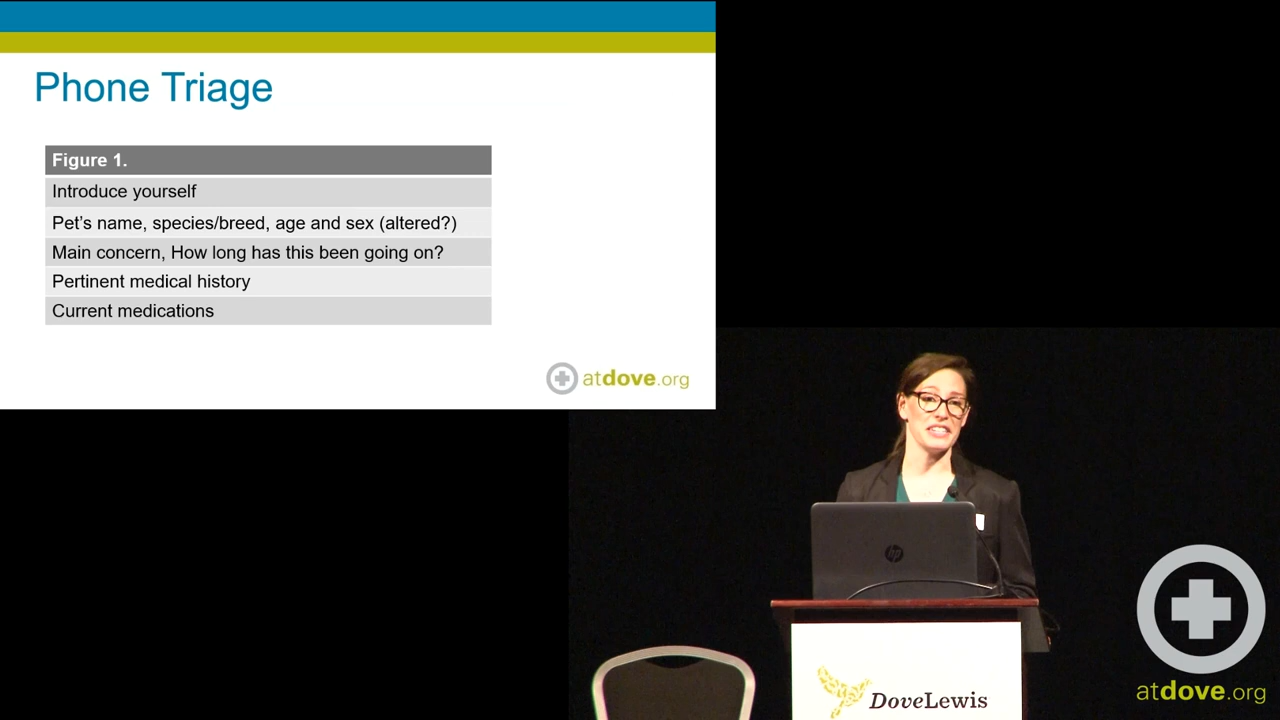 Phone Triage
Figure 1.
Introduce yourself
Pet's name, species/breed, age and sex (altered?)
Main concern, How long has this been going on?
Pertinent medical history
Current medications
atdove.org
hp
DoveLewis
atdove.org